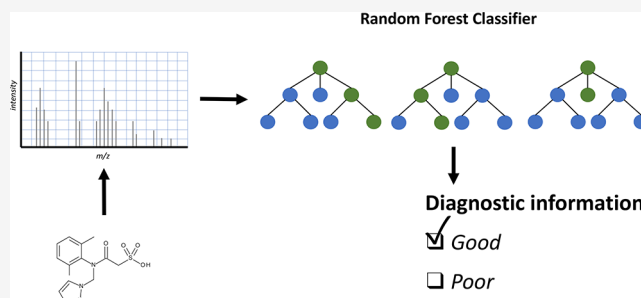 Random Forest Classifier
intensity
m/z
Diagnostic information
Good
Poor
O
O
O
S
OH
N
N